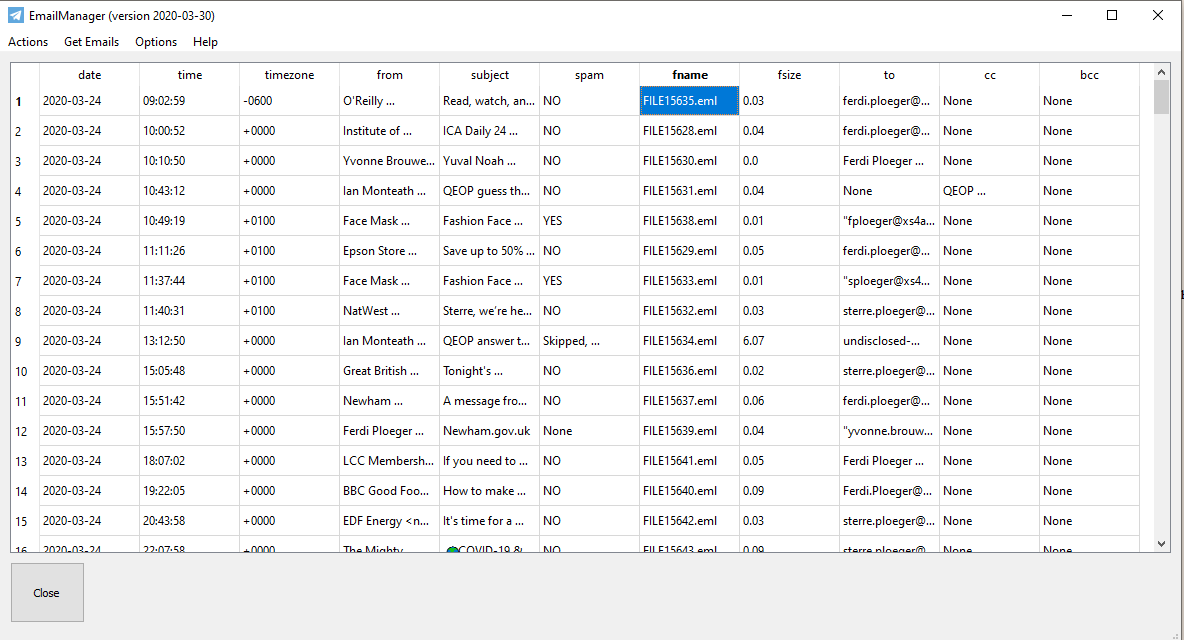 EmailManager (version 2020-03-30)
Actions Get Emails Options Help
date time timezone from subject spam fname fsize to cc bcc
1 2020-03-24 09:02:59 -0600 O'Reilly ... Read, watch, an... NO FILE15635.eml 0.03 ferdi.ploeger@... None None
2 2020-03-24 10:00:52 +0000 Institute of ... ICA Daily 24 ... NO FILE15628.eml 0.04 ferdi.ploeger@... None None
3 2020-03-24 10:10:50 +0000 Yvonne Brouwe... Yuval Noah ... NO FILE15630.eml 0.0 Ferdi Ploeger ... None None
4 2020-03-24 10:43:12 +0000 Ian Monteath ... QEOP guess th... NO FILE15631.eml 0.04 None QEOP ... None
5 2020-03-24 10:49:19 +0100 Face Mask ... Fashion Face ... YES FILE15638.eml 0.01 "fploeger@xs4a... None None
6 2020-03-24 11:11:26 +0100 Epson Store ... Save up to 50% ... NO FILE15629.eml 0.05 ferdi.ploeger@... None None
7 2020-03-24 11:37:44 +0100 Face Mask ... Fashion Face ... YES FILE15633.eml 0.01 "sploeger@xs4... None None
8 2020-03-24 11:40:31 +0100 NatWest ... Sterre, we're he... NO FILE15632.eml 0.03 sterre.ploeger@... None None
9 2020-03-24 13:12:50 +0000 Ian Monteath ... QEOP answer t... Skipped, ... FILE15634.eml 6.07 undisclosed-... None None
10 2020-03-24 15:05:48 +0000 Great British ... Tonight's ... NO FILE15636.eml 0.02 sterre.ploeger@... None None
11 2020-03-24 15:51:42 +0000 Newham ... A message fro... NO FILE15637.eml 0.06 ferdi.ploeger@... None None
12 2020-03-24 15:57:50 +0000 Ferdi Ploeger ... Newham.gov.uk None FILE15639.eml 0.04 "yvonne.brouw... None None
13 2020-03-24 18:07:02 +0000 LCC Membersh... If you need to ... NO FILE15641.eml 0.05 Ferdi Ploeger ... None None
14 2020-03-24 19:22:05 +0000 BBC Good Foo... How to make ... NO FILE15640.eml 0.09 Ferdi.Ploeger@... None None
15 2020-03-24 20:43:58 +0000 EDF Energy <n... It's time for a ... NO FILE15642.eml 0.03 sterre.ploeger@... None None
16 2020-03-24 22:07:58 +0000 The Mighty COVID-19 & NO FILE15643.eml 0.09 sterre.ploeger@... None None
Close